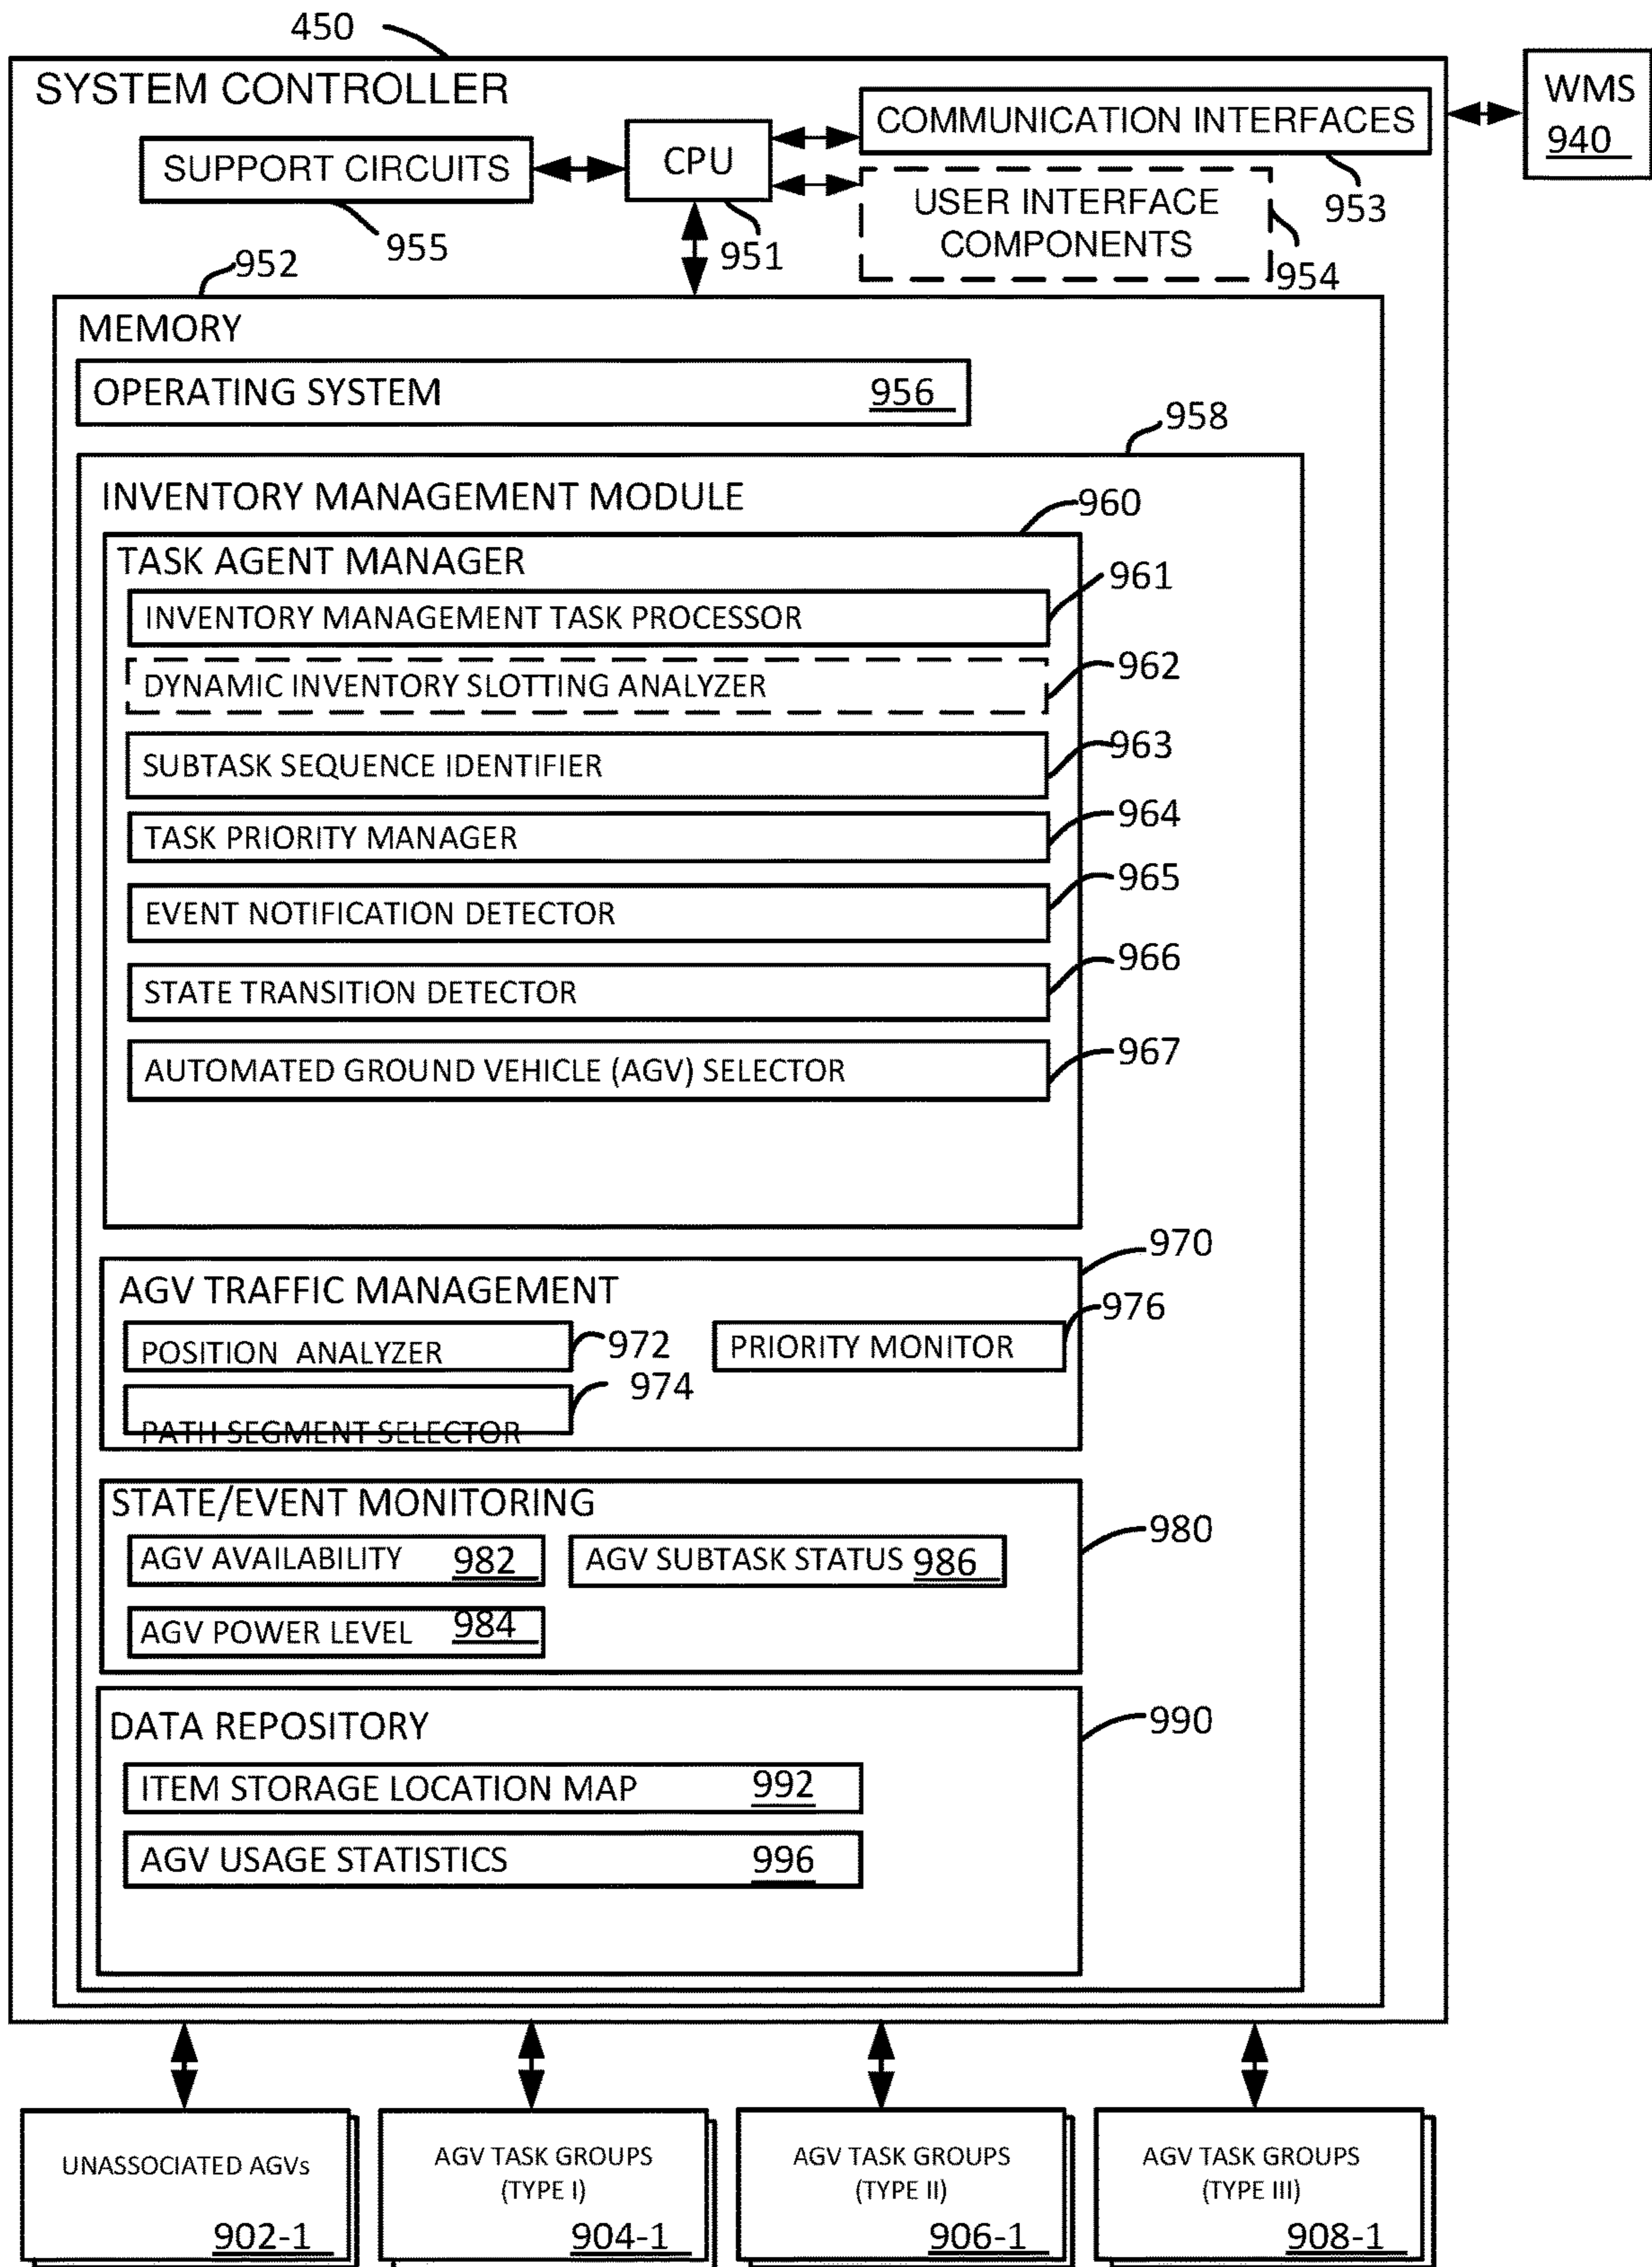 450
SYSTEM CONTROLLER
WMS
940
COMMUNICATION INTERFACES
953
SUPPORT CIRCUITS
955
CPU
951
USER INTERFACE
COMPONENTS
954
952
MEMORY
OPERATING SYSTEM 956
958
INVENTORY MANAGEMENT MODULE
960
TASK AGENT MANAGER
961
INVENTORY MANAGEMENT TASK PROCESSOR
962
DYNAMIC INVENTORY SLOTTING ANALYZER
963
SUBTASK SEQUENCE IDENTIFIER
964
TASK PRIORITY MANAGER
965
EVENT NOTIFICATION DETECTOR
966
STATE TRANSITION DETECTOR
967
AUTOMATED GROUND VEHICLE (AGV) SELECTOR
970
AGV TRAFFIC MANAGEMENT
976
POSITION ANALYZER 972
PRIORITY MONITOR
974
PATH SEGMENT SELECTOR
STATE/EVENT MONITORING
980
AGV AVAILABILITY 982
AGV SUBTASK STATUS 986
AGV POWER LEVEL 984
990
DATA REPOSITORY
ITEM STORAGE LOCATION MAP 992
AGV USAGE STATISTICS 996
UNASSOCIATED AGVs
902-1
AGV TASK GROUPS
(TYPE I)
904-1
AGV TASK GROUPS
(TYPE II)
906-1
AGV TASK GROUPS
(TYPE III)
908-1